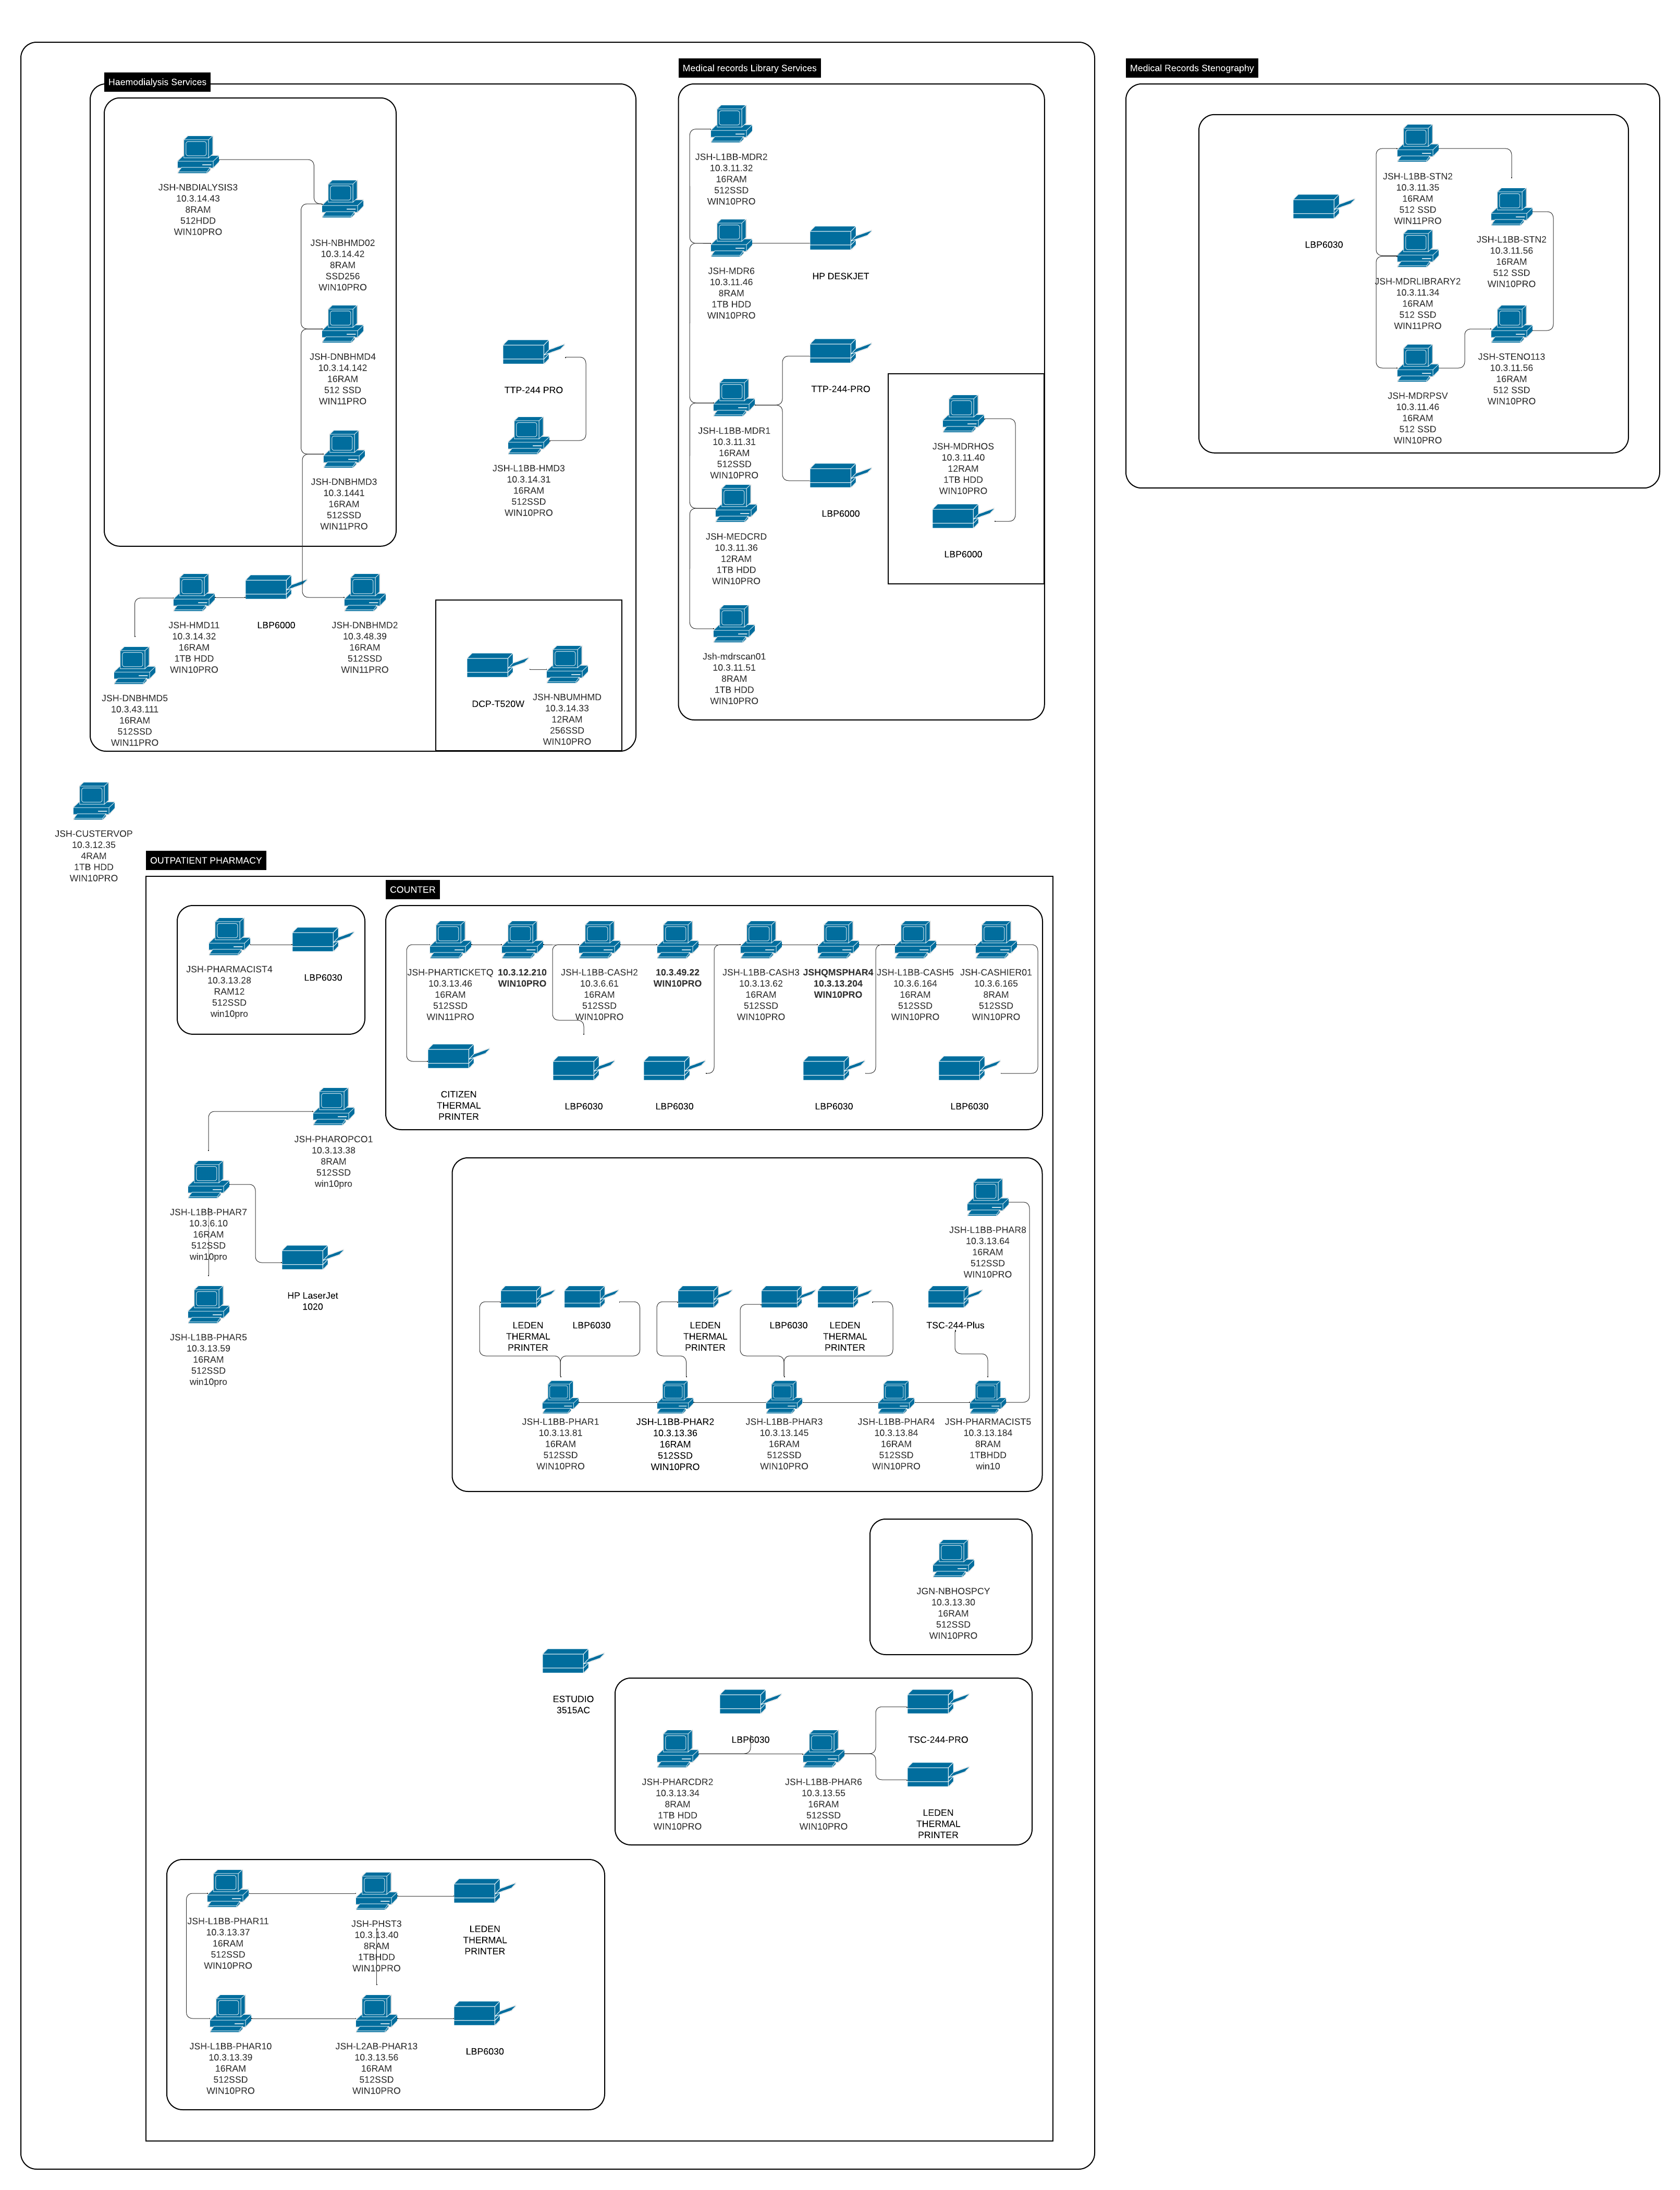 Haemodialysis Services
JSH-NBDIALYSIS3
10.3.14.43
8RAM
512HDD
WIN10PRO
JSH-NBHMD02
10.3.14.42
8RAM
SSD256
WIN10PRO
JSH-DNBHMD4
10.3.14.142
16RAM
512 SSD
WIN11PRO
JSH-DNBHMD3
10.3.1441
16RAM
512SSD
WIN11PRO
TTP-244 PRO
JSH-L1BB-HMD3
10.3.14.31
16RAM
512SSD
WIN10PRO
JSH-HMD11
10.3.14.32
16RAM
1TB HDD
WIN10PRO
LBP6000
JSH-DNBHMD2
10.3.48.39
16RAM
512SSD
WIN11PRO
JSH-DNBHMD5
10.3.43.111
16RAM
512SSD
WIN11PRO
DCP-T520W
JSH-NBUMHMD
10.3.14.33
12RAM
256SSD
WIN10PRO
Medical records Library Services
JSH-L1BB-MDR2
10.3.11.32
16RAM
512SSD
WIN10PRO
JSH-MDR6
10.3.11.46
8RAM
1TB HDD
WIN10PRO
HP DESKJET
TTP-244-PRO
JSH-L1BB-MDR1
10.3.11.31
16RAM
512SSD
WIN10PRO
LBP6000
JSH-MDRHOS
10.3.11.40
12RAM
1TB HDD
WIN10PRO
LBP6000
JSH-MEDCRD
10.3.11.36
12RAM
1TB HDD
WIN10PRO
Jsh-mdrscan01
10.3.11.51
8RAM
1TB HDD
WIN10PRO
Medical Records Stenography
LBP6030
JSH-L1BB-STN2
10.3.11.35
16RAM
512 SSD
WIN11PRO
JSH-L1BB-STN2
10.3.11.56
16RAM
512 SSD
WIN10PRO
JSH-MDRLIBRARY2
10.3.11.34
16RAM
512 SSD
WIN11PRO
JSH-STENO113
10.3.11.56
16RAM
512 SSD
WIN10PRO
JSH-MDRPSV
10.3.11.46
16RAM
512 SSD
WIN10PRO
JSH-CUSTERVOP
10.3.12.35
4RAM
1TB HDD
WIN10PRO
OUTPATIENT PHARMACY
JSH-PHARMACIST4
10.3.13.28
RAM12
512SSD
win10pro
LBP6030
COUNTER
JSH-PHARTICKETQ
10.3.13.46
16RAM
512SSD
WIN11PRO
10.3.12.210
WIN10PRO
JSH-L1BB-CASH2
10.3.6.61
16RAM
512SSD
WIN10PRO
10.3.49.22
WIN10PRO
JSH-L1BB-CASH3
10.3.13.62
16RAM
512SSD
WIN10PRO
JSHQMSPHAR4
10.13.204
WIN10PRO
JSH-L1BB-CASH5
10.3.6.164
16RAM
512SSD
WIN10PRO
JSH-CASHIER01
10.3.6.165
8RAM
512SSD
WIN10PRO
CITIZEN
THERMAL
PRINTER
LBP6030
LBP6030
LBP6030
LBP6030
JSH-PHAROPCO1
10.3.13.38
8RAM
512SSD
win10pro
JSH-L1BB-PHAR7
10.3.6.10
16RAM
512SSD
win10pro
HP LaserJet
1020
JSH-L1BB-PHAR5
10.3.13.59
16RAM
512SSD
win10pro
JSH-L1BB-PHAR8
10.3.13.64
16RAM
512SSD
WIN10PRO
LEDEN
THERMAL
PRINTER
LBP6030
LEDEN
THERMAL
PRINTER
LBP6030
LEDEN
THERMAL
PRINTER
TSC-244-Plus
JSH-L1BB-PHAR1
10.3.13.81
16RAM
512SSD
WIN10PRO
JSH-L1BB-PHAR2
10.3.13.36
16RAM
512SSD
WIN10PRO
JSH-L1BB-PHAR3
10.3.13.145
16RAM
512SSD
WIN10PRO
JSH-L1BB-PHAR4
10.3.13.84
16RAM
512SSD
WIN10PRO
JSH-PHARMACIST5
10.3.13.184
8RAM
1TBHDD
win10
JGN-NBHOSPCY
10.3.13.30
16RAM
512SSD
WIN10PRO
ESTUDIO
3515AC
LBP6030
TSC-244-PRO
JSH-PHARCDR2
10.3.13.34
8RAM
1TB HDD
WIN10PRO
JSH-L1BB-PHAR6
10.3.13.55
16RAM
512SSD
WIN10PRO
LEDEN
THERMAL
PRINTER
JSH-L1BB-PHAR11
10.3.13.37
16RAM
512SSD
WIN10PRO
JSH-PHST3
10.3.13.40
8RAM
1TBHDD
WIN10PRO
LEDEN
THERMAL
PRINTER
JSH-L1BB-PHAR10
10.3.13.39
16RAM
512SSD
WIN10PRO
JSH-L2AB-PHAR13
10.3.13.56
16RAM
512SSD
WIN10PRO
LBP6030